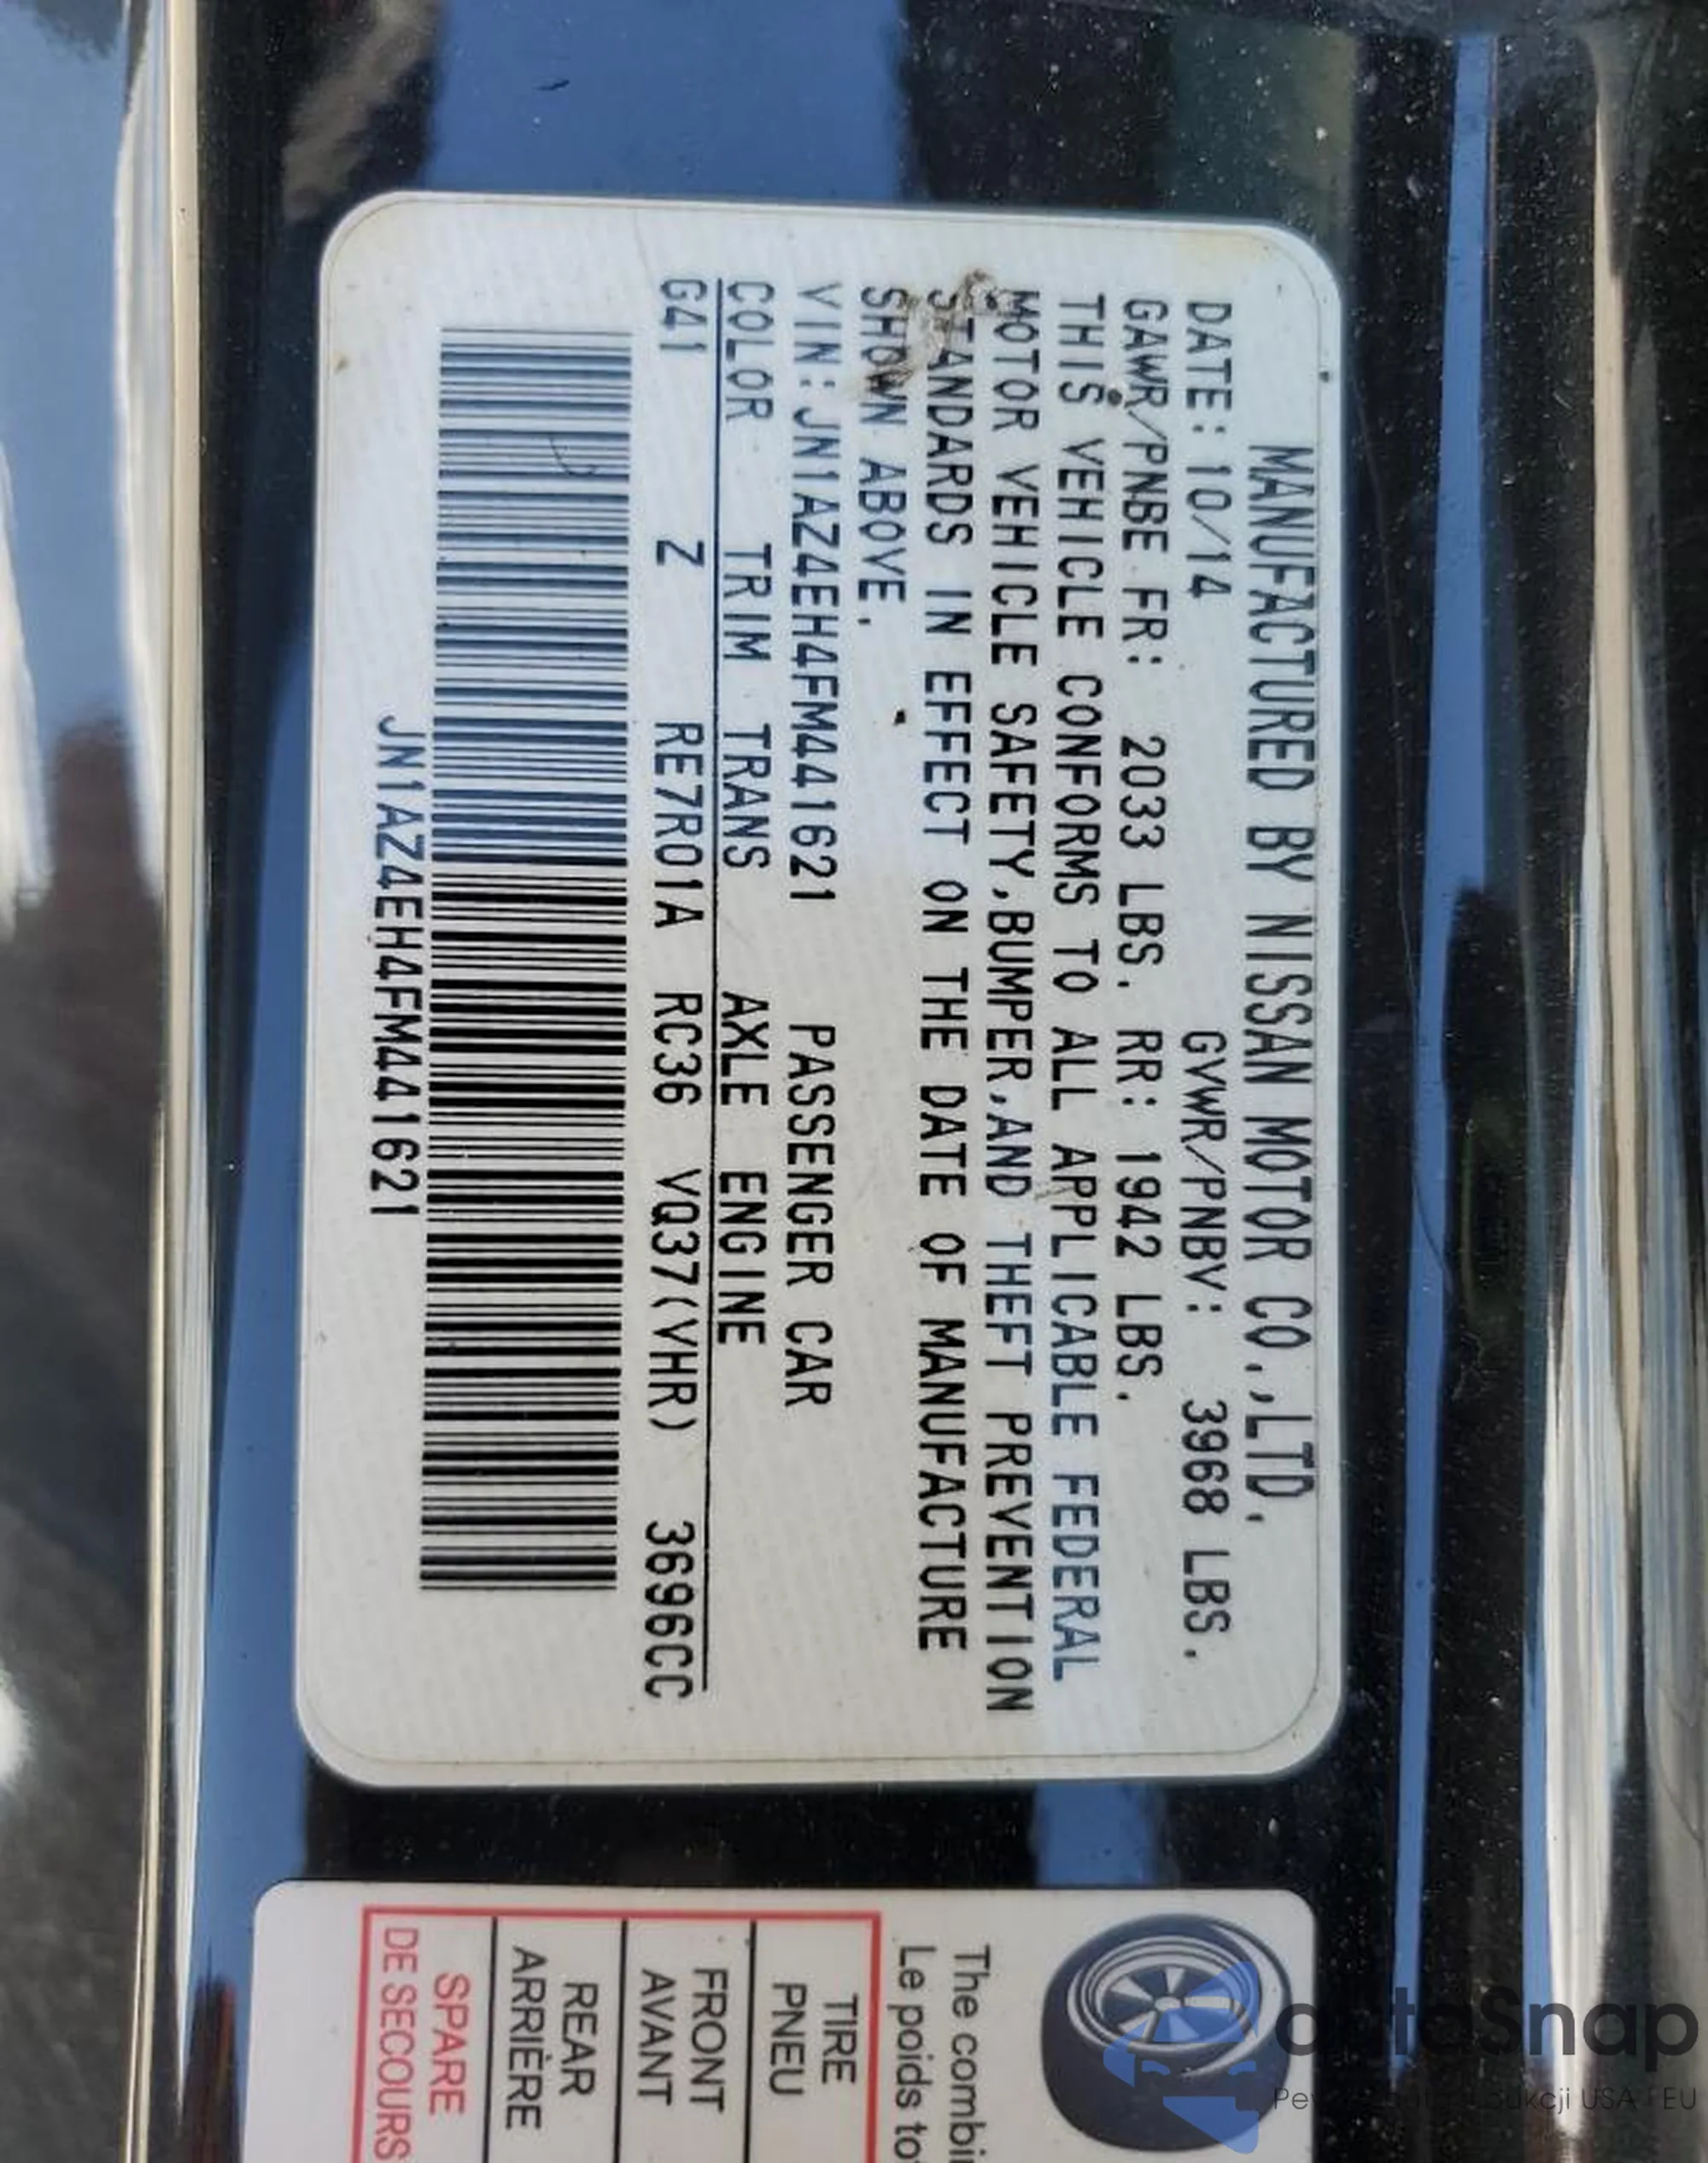 MANUFACTURED BY NISSAN MOTOR CO.,LTD.
DATE:10/14 GVWR/PNBV: 3968 LBS.
GAWR/PNBE FR: 2033 LBS. RR: 1942 LBS.
THIS VEHICLE CONFORMS TO ALL APPLICABLE FEDERAL
MOTOR VEHICLE SAFETY,BUMPER,AND THEFT PREVENTION
STANDARDS IN EFFECT ON THE DATE OF MANUFACTURE
SHOWN ABOVE.
VIN:JN1AZ4EH4FM441621 PASSENGER CAR
COLOR TRIM TRANS AXLE ENGINE
G41 Z RE7R01A RC36 VQ37(VHR) 3696CC
JN1AZ4EH4FM441621
The combi
Le poids to
TIRE
PNEU
FRONT
AVANT
REAR
ARRIÈRE
SPARE
DE SECOURS
autaSnap
USA i EU